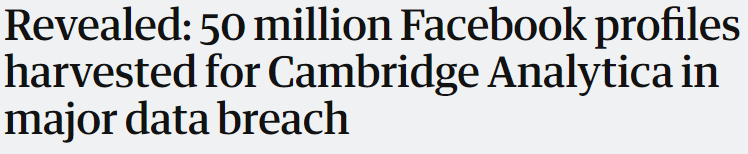 Revealed: 50 million Facebook profiles
harvested for Cambridge Analytica in
major data breach